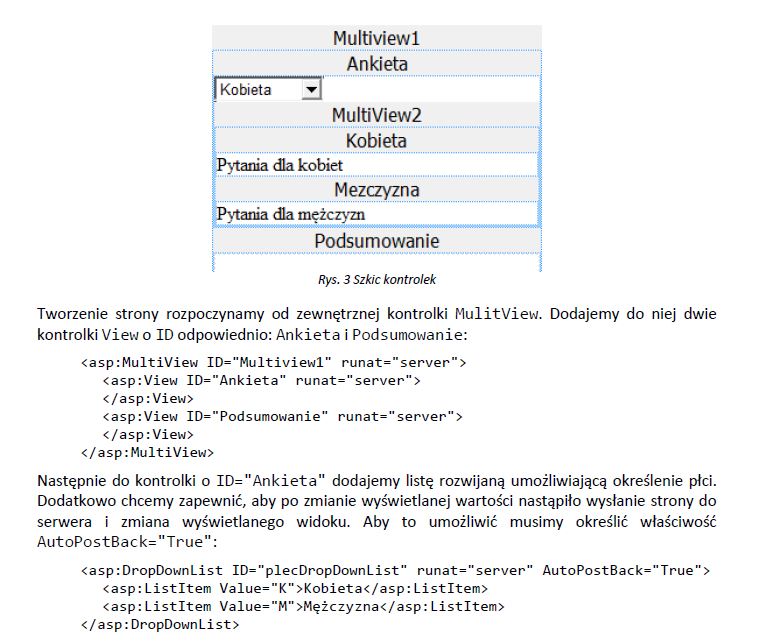 Multiview1
Ankieta
Kobieta
MultiView2
Kobieta
Pytania dla kobiet
Mezczyzna
Pytania dla mężczyzn
Podsumowanie
Rys. 3 Szkic kontrolek
Tworzenie strony rozpoczynamy od zewnętrznej kontrolki MulitView. Dodajemy do niej dwie
kontrolki View o ID odpowiednio: Ankieta i Podsumowanie:
<asp:MultiView ID="Multiview1" runat="server">
<asp:View ID="Ankieta" runat="server">
</asp:View>
<asp:View ID="Podsumowanie" runat="server">
</asp:View>
</asp:MultiView>
Następnie do kontrolki o ID="Ankieta" dodajemy listę rozwijaną umożliwiającą określenie płci.
Dodatkowo chcemy zapewnić, aby po zmianie wyświetlanej wartości nastąpiło wysłanie strony do
serwera i zmiana wyświetlanego widoku. Aby to umożliwić musimy określić właściwość
AutoPostBack="True":
<asp:DropDownList ID="plecDropDownList" runat="server" AutoPostBack="True">
<asp:ListItem Value="K">Kobieta</asp:ListItem>
<asp:ListItem Value="M">Mężczyzna</asp:ListItem>
</asp:DropDownList>